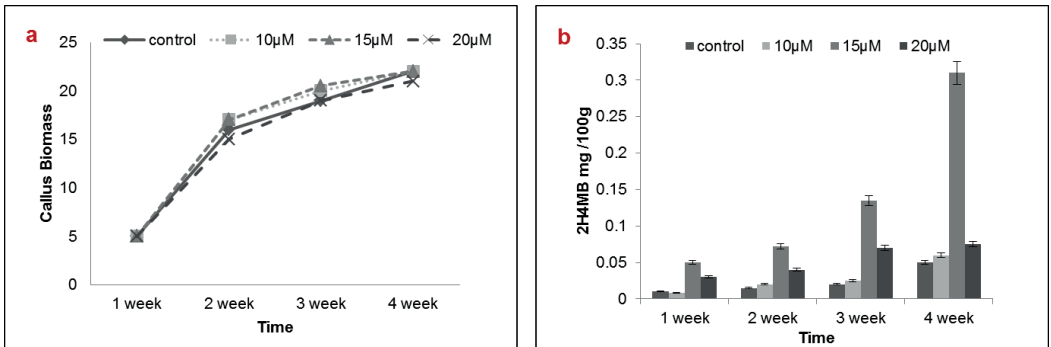 a
control 10µM 15µM 20µM
25
20
15
10
5
0
Callus Biomass
1 week 2 week 3 week 4 week
Time
b
control 10µM 15µM 20µM
0.35
0.3
0.25
0.2
0.15
0.1
0.05
0
2H4MB mg /100g
1 week 2 week 3 week 4 week
Time